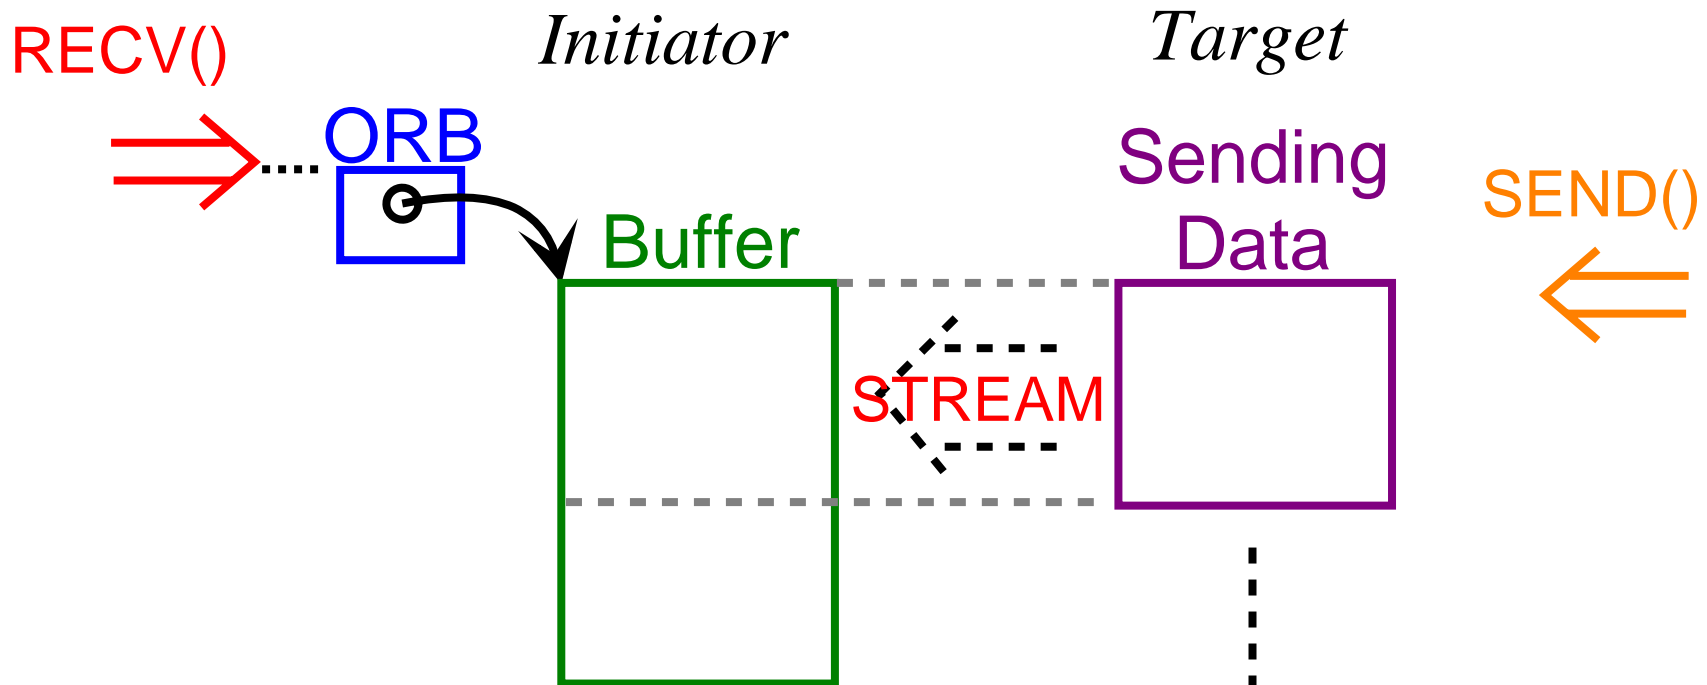 RECV()
Initiator
Target
ORB
Sending
Data
SEND()
Buffer
STREAM